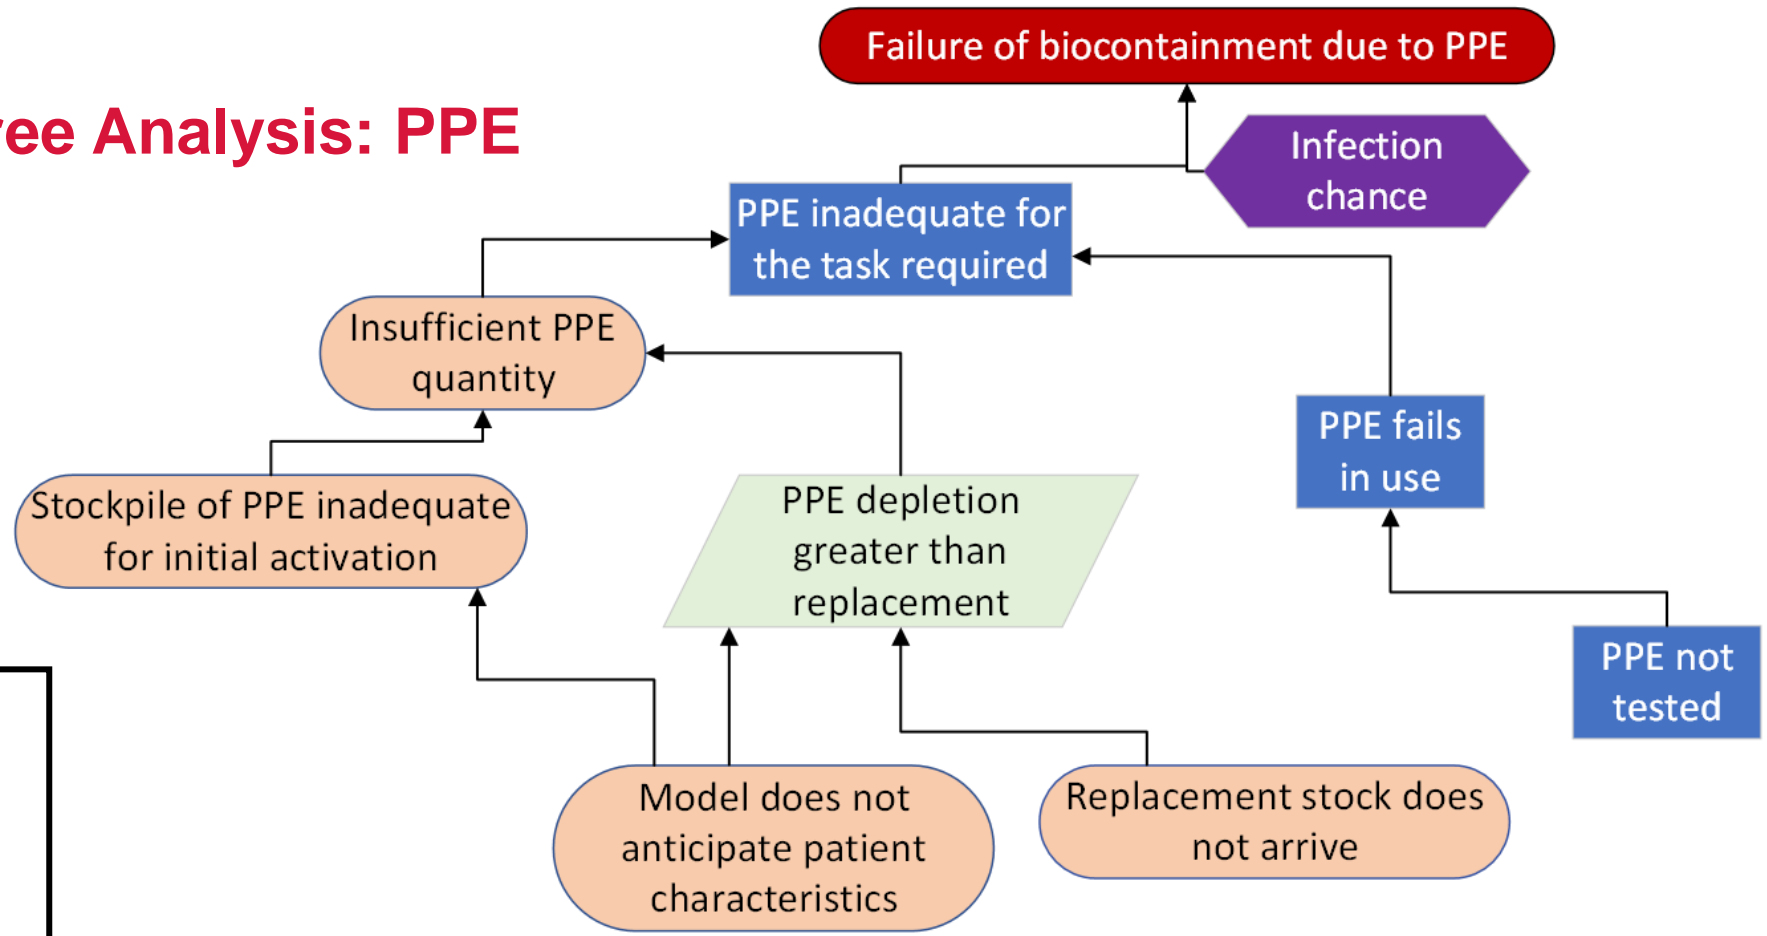 Failure of biocontainment due to PPE
ree Analysis: PPE
Infection
chance
PPE inadequate for
the task required
Insufficient PPE
quantity
PPE fails
in use
Stockpile of PPE inadequate
for initial activation
PPE depletion
greater than
replacement
PPE not
tested
Model does not
anticipate patient
characteristics
Replacement stock does
not arrive